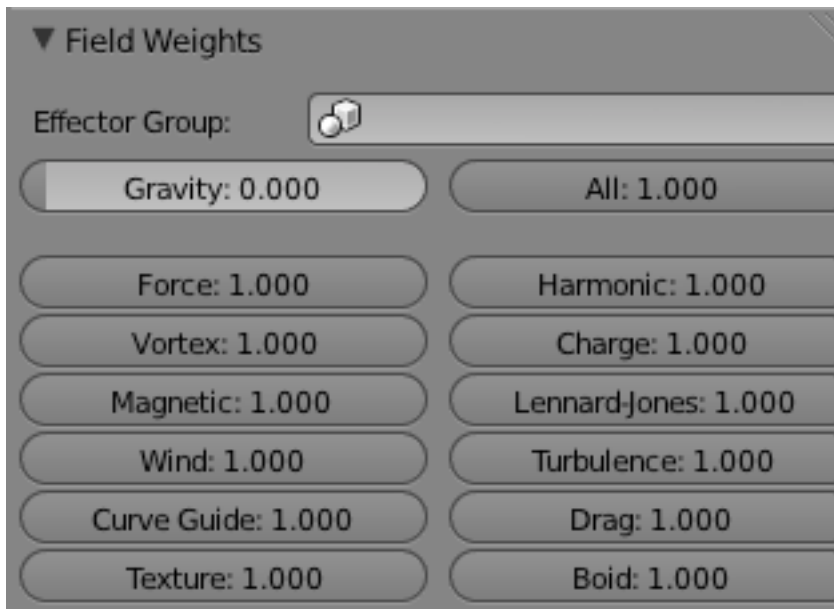 Field Weights
Effector Group:
Gravity: 0.000 All: 1.000
Force: 1.000 Harmonic: 1.000
Vortex: 1.000 Charge: 1.000
Magnetic: 1.000 Lennard-Jones: 1.000
Wind: 1.000 Turbulence: 1.000
Curve Guide: 1.000 Drag: 1.000
Texture: 1.000 Boid: 1.000